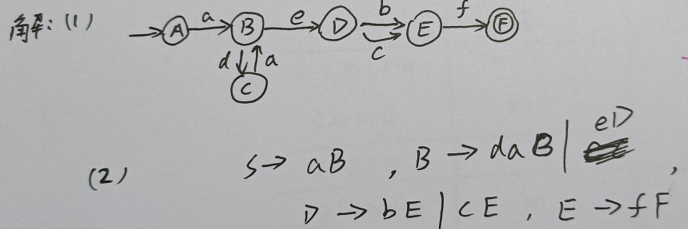 解:(1) A a B e D b c E f F
d a
C
(2) S→ aB , B → daB | eD ,
D → bE | cE , E → fF